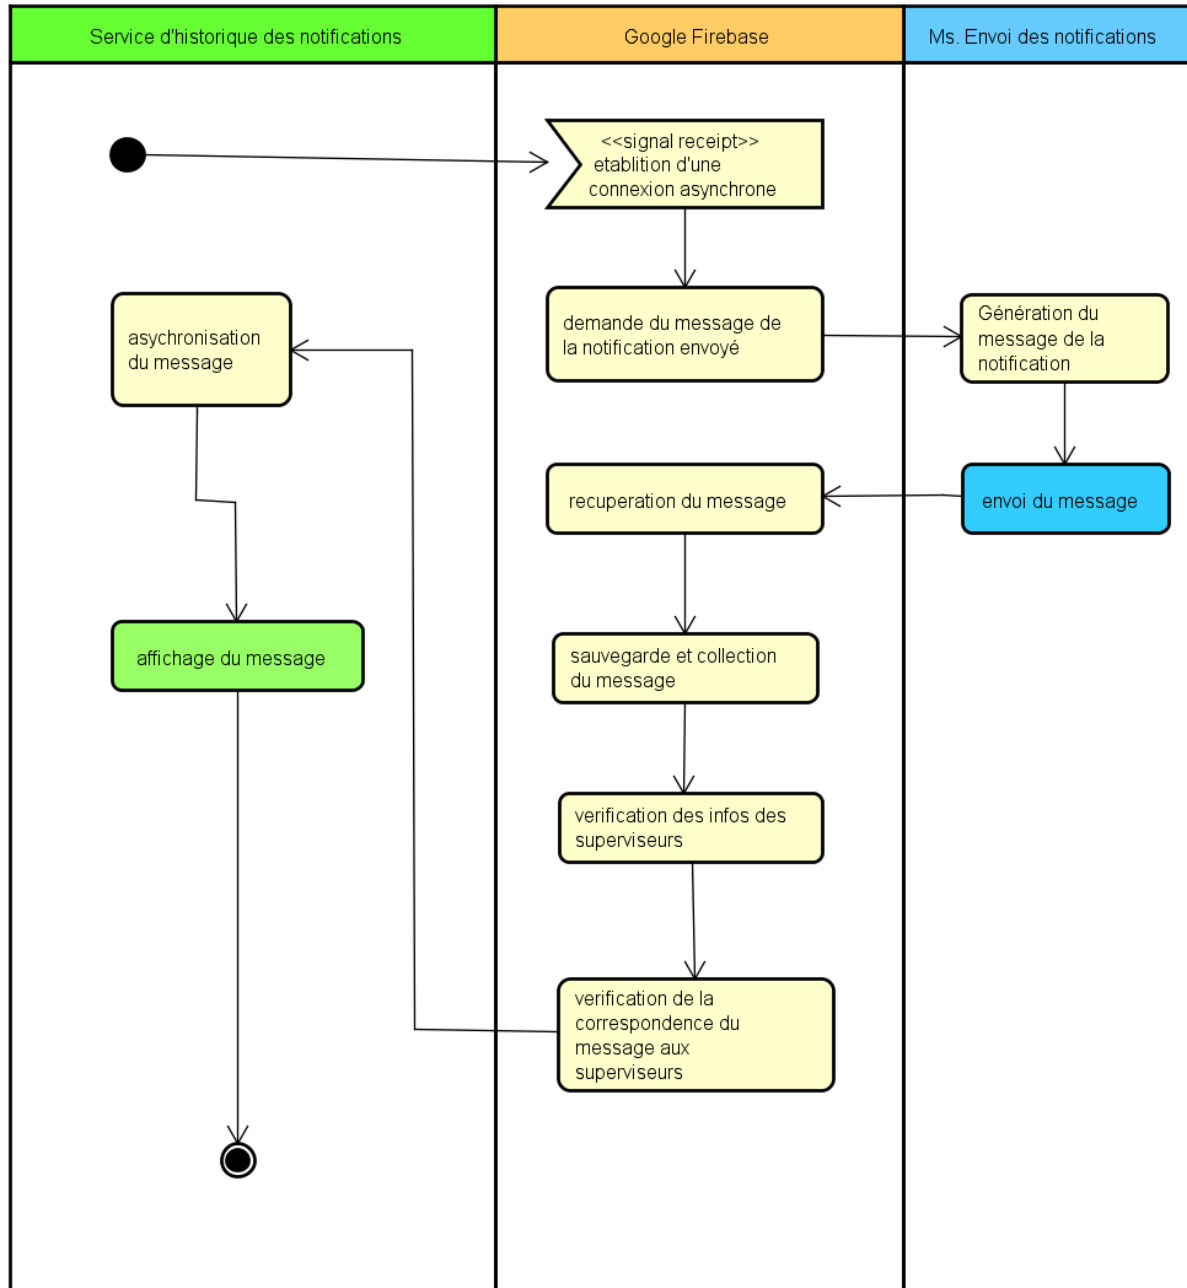 Service d'historique des notifications
Google Firebase
Ms. Envoi des notifications
<<signal receipt>>
etablition d'une
connexion asynchrone
demande du message de
la notification envoyé
Génération du
message de la
notification
asychronisation
du message
recuperation du message
envoi du message
affichage du message
sauvegarde et collection
du message
verification des infos des
superviseurs
verification de la
correspondence du
message aux
superviseurs